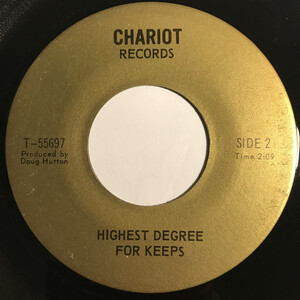 CHARIOT
RECORDS
T-55697
Produced by
Doug Hutton
SIDE 2
Time 2:09
HIGHEST DEGREE
FOR KEEPS